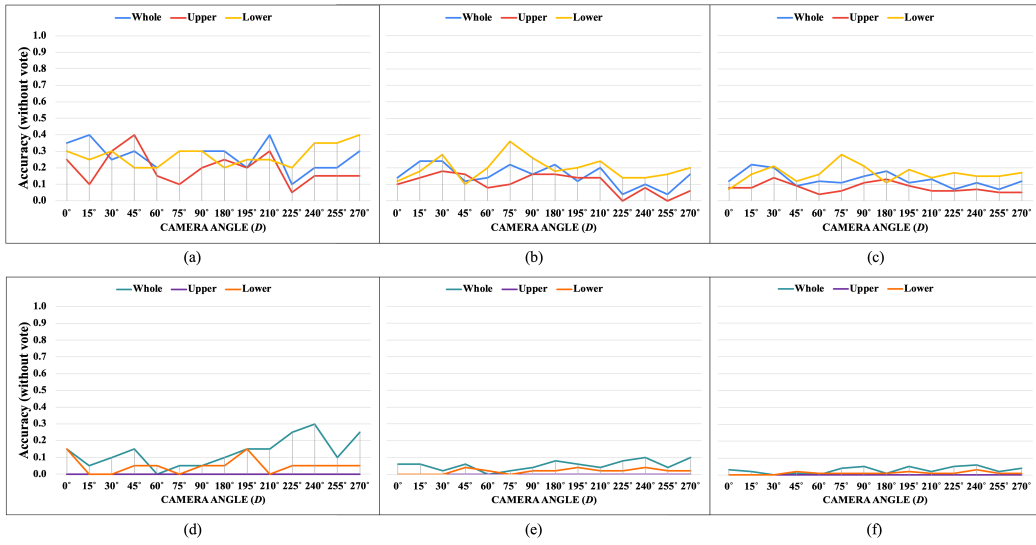 Whole Upper Lower
Whole Upper Lower
Whole Upper Lower
Accuracy (without vote)
1.0
0.9
0.8
0.7
0.6
0.5
0.4
0.3
0.2
0.1
0.0
0˚ 15˚ 30˚ 45˚ 60˚ 75˚ 90˚ 180˚ 195˚ 210˚ 225˚ 240˚ 255˚ 270˚
0˚ 15˚ 30˚ 45˚ 60˚ 75˚ 90˚ 180˚ 195˚ 210˚ 225˚ 240˚ 255˚ 270˚
0˚ 15˚ 30˚ 45˚ 60˚ 75˚ 90˚ 180˚ 195˚ 210˚ 225˚ 240˚ 255˚ 270˚
CAMERA ANGLE (D)
CAMERA ANGLE (D)
CAMERA ANGLE (D)
(a)
(b)
(c)
Whole Upper Lower
Whole Upper Lower
Whole Upper Lower
Accuracy (without vote)
1.0
0.9
0.8
0.7
0.6
0.5
0.4
0.3
0.2
0.1
0.0
0˚ 15˚ 30˚ 45˚ 60˚ 75˚ 90˚ 180˚ 195˚ 210˚ 225˚ 240˚ 255˚ 270˚
0˚ 15˚ 30˚ 45˚ 60˚ 75˚ 90˚ 180˚ 195˚ 210˚ 225˚ 240˚ 255˚ 270˚
0˚ 15˚ 30˚ 45˚ 60˚ 75˚ 90˚ 180˚ 195˚ 210˚ 225˚ 240˚ 255˚ 270˚
CAMERA ANGLE (D)
CAMERA ANGLE (D)
CAMERA ANGLE (D)
(d)
(e)
(f)